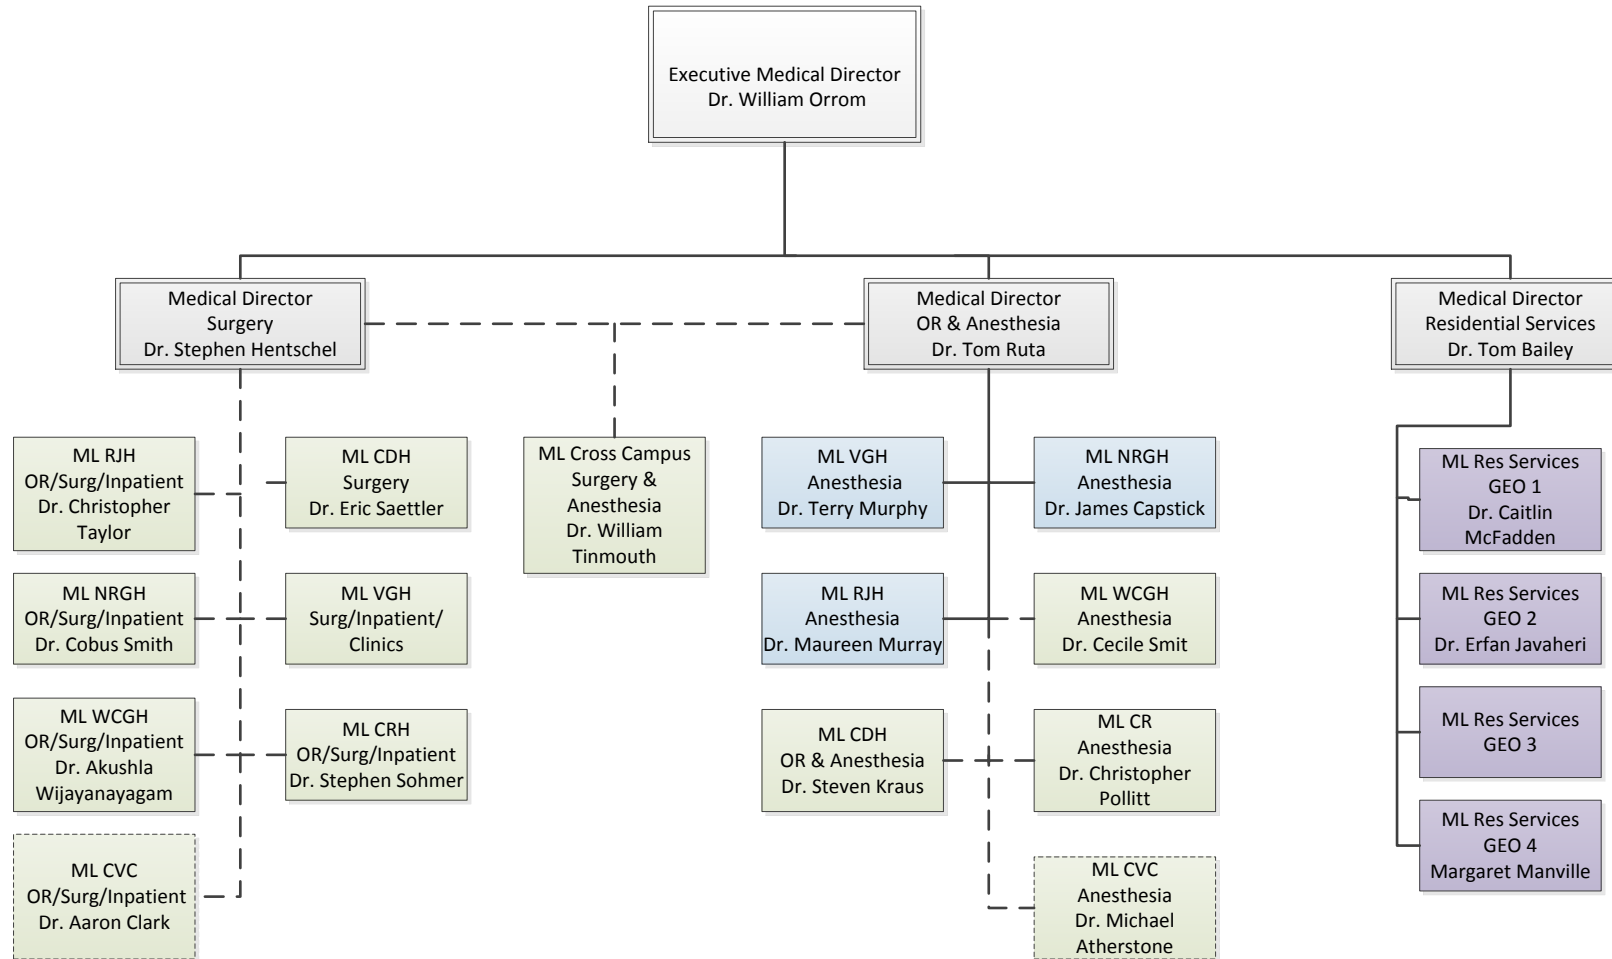 Executive Medical Director
Dr. William Orrom
Medical Director
Surgery
Dr. Stephen Hentschel
Medical Director
OR & Anesthesia
Dr. Tom Ruta
Medical Director
Residential Services
Dr. Tom Bailey
ML RJH
OR/Surg/Inpatient
Dr. Christopher
Taylor
ML CDH
Surgery
Dr. Eric Saettler
ML Cross Campus
Surgery &
Anesthesia
Dr. William
Tinmouth
ML VGH
Anesthesia
Dr. Terry Murphy
ML NRGH
Anesthesia
Dr. James Capstick
ML Res Services
GEO 1
Dr. Caitlin
McFadden
ML NRGH
OR/Surg/Inpatient
Dr. Cobus Smith
ML VGH
Surg/Inpatient/
Clinics
ML RJH
Anesthesia
Dr. Maureen Murray
ML WCGH
Anesthesia
Dr. Cecile Smit
ML Res Services
GEO 2
Dr. Erfan Javaheri
ML WCGH
OR/Surg/Inpatient
Dr. Akushla
Wijayanayagam
ML CRH
OR/Surg/Inpatient
Dr. Stephen Sohmer
ML CDH
OR & Anesthesia
Dr. Steven Kraus
ML CR
Anesthesia
Dr. Christopher
Pollitt
ML Res Services
GEO 3
ML CVC
OR/Surg/Inpatient
Dr. Aaron Clark
ML CVC
Anesthesia
Dr. Michael
Atherstone
ML Res Services
GEO 4
Margaret Manville